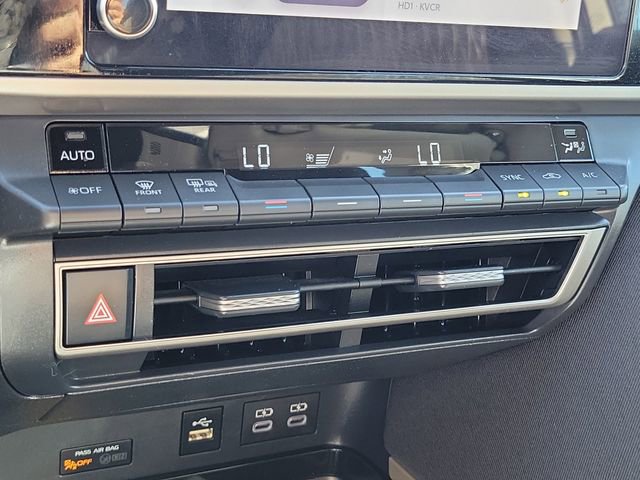 HD1 · KVCR
AUTO
LO
LO
OFF
FRONT
REAR
SYNC
A/C
PASS AIR BAG
OFF